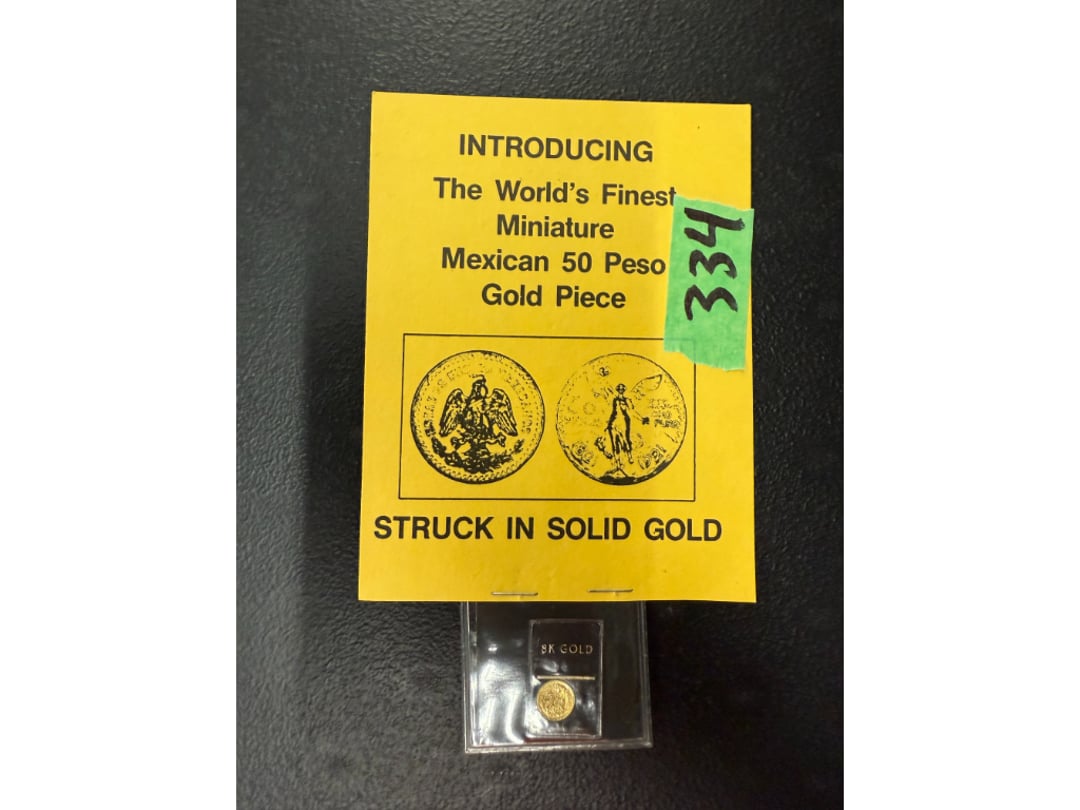 INTRODUCING
The World's Finest
Miniature
Mexican 50 Peso
Gold Piece
334
STRUCK IN SOLID GOLD
8K GOLD